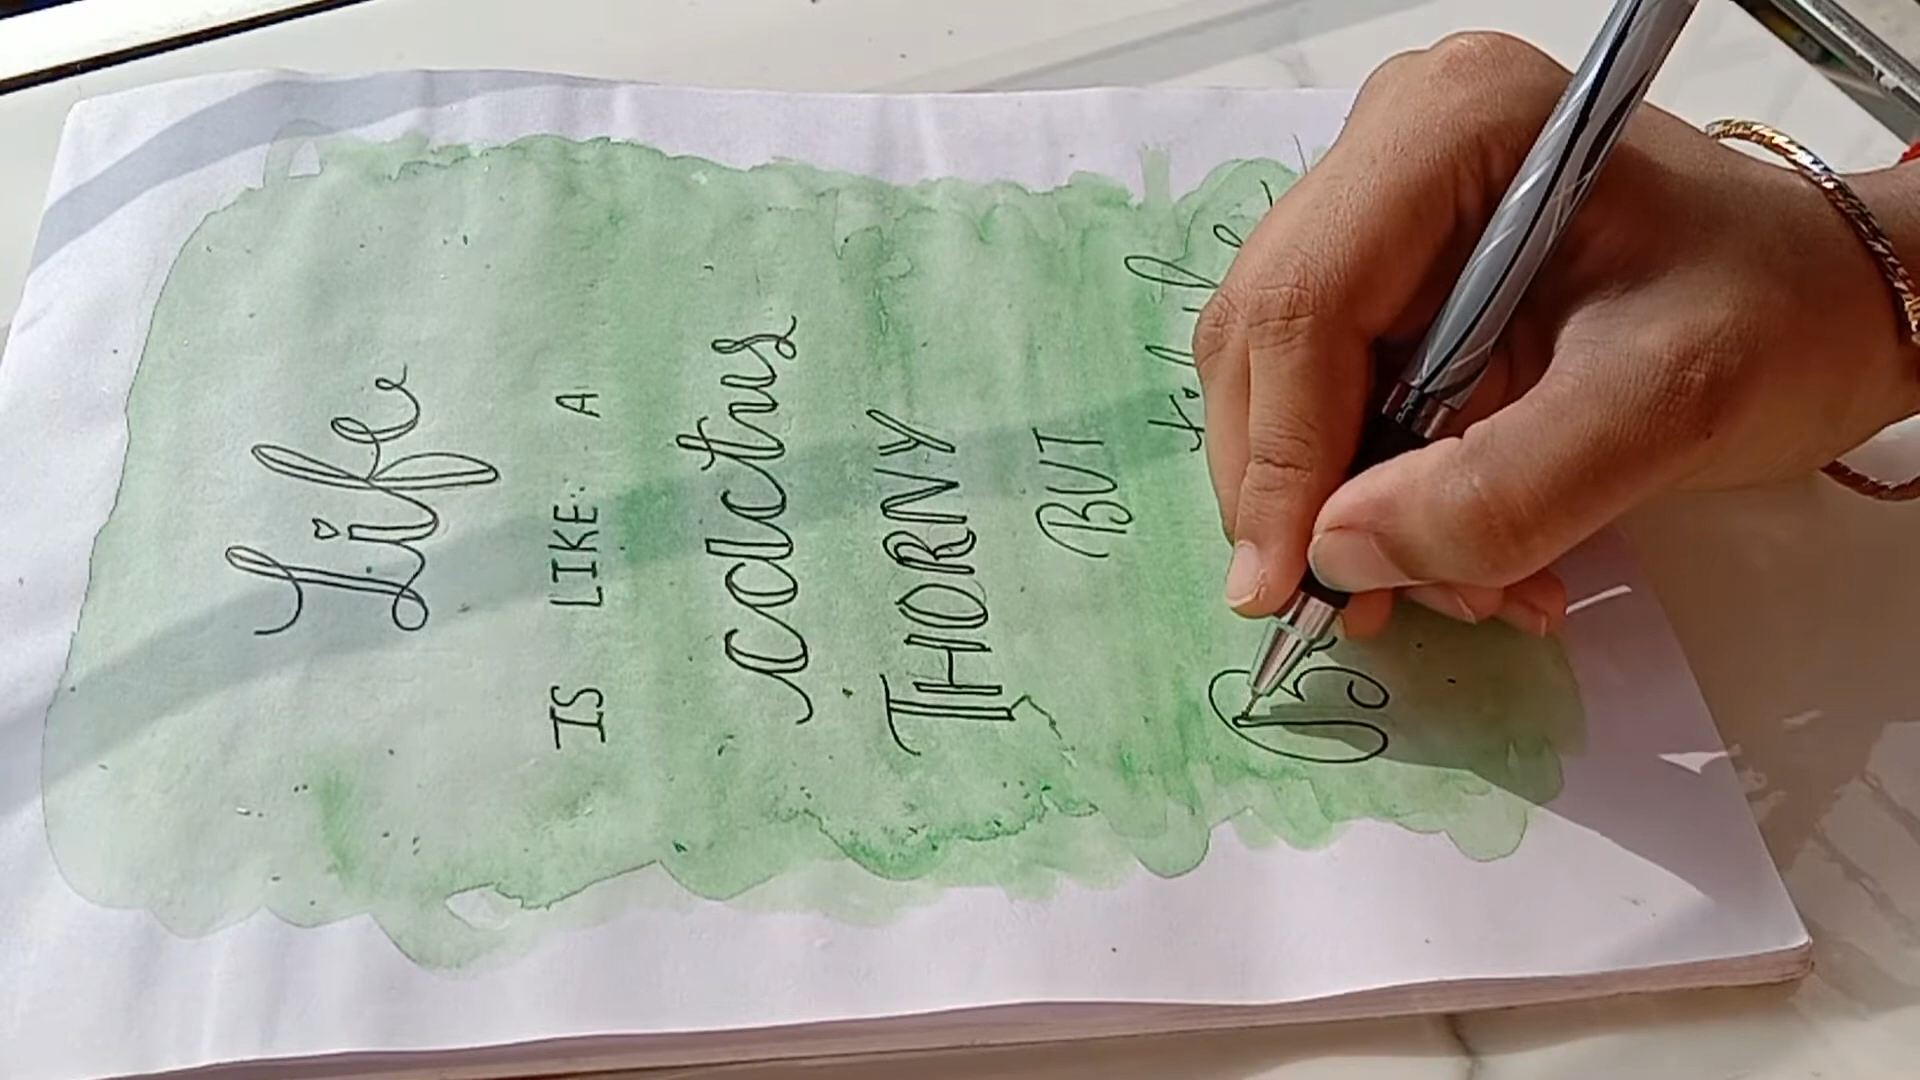 Life
IS LIKE A
cactus
THORNY
BUT
B